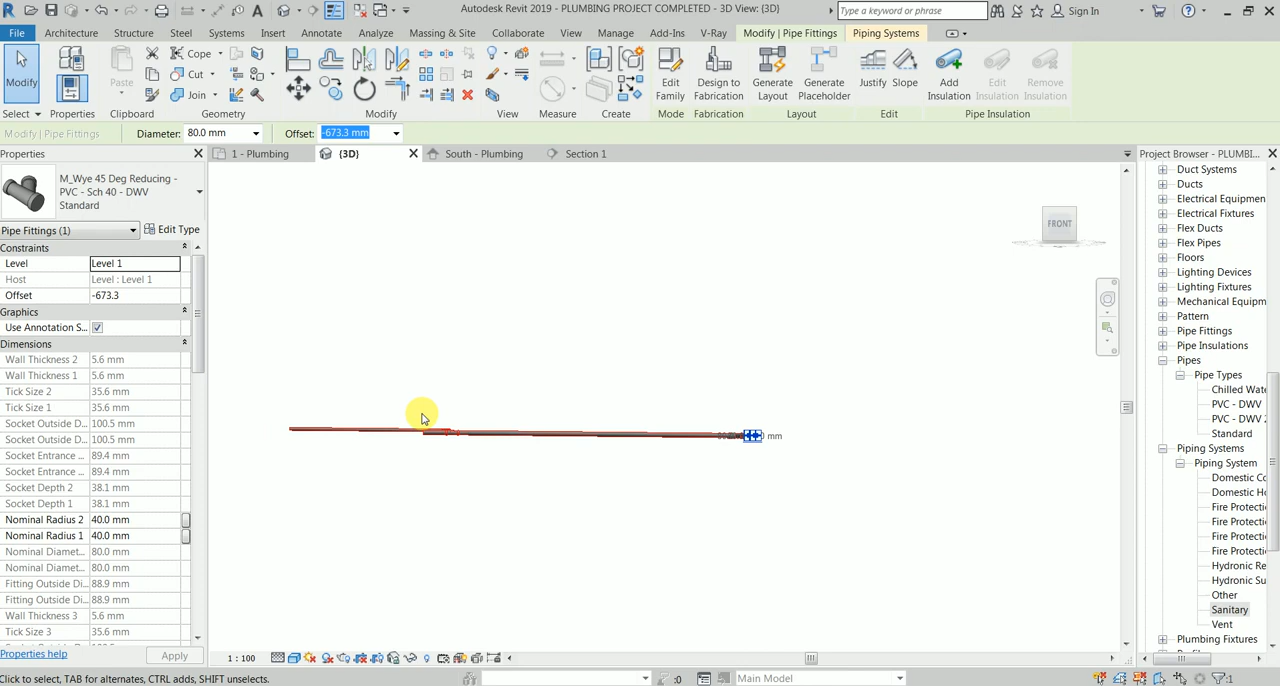 Autodesk Revit 2019 - PLUMBING PROJECT COMPLETED - 3D View: {3D}
Type a keyword or phrase
Sign In
File Architecture Structure Steel Systems Insert Annotate Analyze Massing & Site Collaborate View Manage Add-Ins V-Ray Modify | Pipe Fittings Piping Systems
Modify
Paste
Cope
Cut
Join
Edit Family
Design to Fabrication
Generate Layout
Generate Placeholder
Justify
Slope
Add Insulation
Edit Insulation
Remove Insulation
Select Properties Clipboard Geometry Modify View Measure Create Mode Fabrication Layout Edit Pipe Insulation
Modify | Pipe Fittings
Diameter: 80.0 mm
Offset: -673.3 mm
Properties
1 - Plumbing
{3D}
South - Plumbing
Section 1
Project Browser - PLUMBI...
M_Wye 45 Deg Reducing -
PVC - Sch 40 - DWV
Standard
Pipe Fittings (1)
Edit Type
Constraints
Level Level 1
Host Level : Level 1
Offset -673.3
Graphics
Use Annotation S...
Dimensions
Wall Thickness 2 5.6 mm
Wall Thickness 1 5.6 mm
Tick Size 2 35.6 mm
Tick Size 1 35.6 mm
Socket Outside D... 100.5 mm
Socket Outside D... 100.5 mm
Socket Entrance ... 89.4 mm
Socket Entrance ... 89.4 mm
Socket Depth 2 38.1 mm
Socket Depth 1 38.1 mm
Nominal Radius 2 40.0 mm
Nominal Radius 1 40.0 mm
Nominal Diamet... 80.0 mm
Nominal Diamet... 80.0 mm
Fitting Outside Di... 88.9 mm
Fitting Outside Di... 88.9 mm
Wall Thickness 3 5.6 mm
Tick Size 3 35.6 mm
Properties help
Apply
FRONT
mm
Duct Systems
Ducts
Electrical Equipmen
Electrical Fixtures
Flex Ducts
Flex Pipes
Floors
Lighting Devices
Lighting Fixtures
Mechanical Equipm
Pattern
Pipe Fittings
Pipe Insulations
Pipes
Pipe Types
Chilled Wate
PVC - DWV
PVC - DWV 2
Standard
Piping Systems
Piping System
Domestic Co
Domestic Ho
Fire Protectio
Fire Protectio
Fire Protectio
Fire Protectio
Hydronic Re
Hydronic Su
Other
Sanitary
Vent
Plumbing Fixtures
1 : 100
Click to select, TAB for alternates, CTRL adds, SHIFT unselects.
:0
Main Model
:1